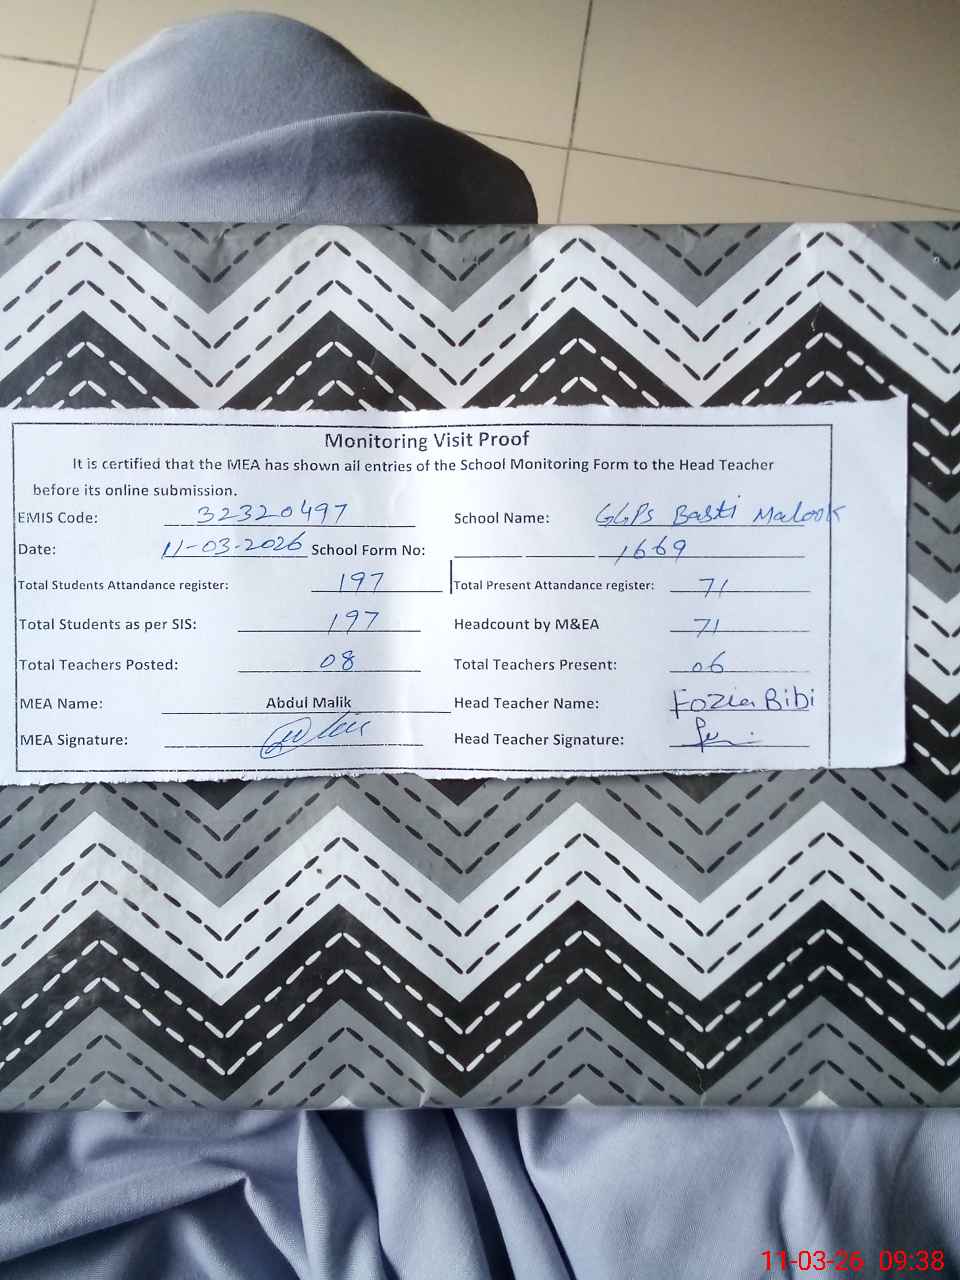 Monitoring Visit Proof
It is certified that the MEA has shown all entries of the School Monitoring Form to the Head Teacher
before its online submission.
EMIS Code: 32320497 School Name: GGPS Basti Malook
Date: 11-03-2026 School Form No: 1669
Total Students Attandance register: 197 Total Present Attandance register: 71
Total Students as per SIS: 197 Headcount by M&EA 71
Total Teachers Posted: 08 Total Teachers Present: 06
MEA Name: Abdul Malik Head Teacher Name: Fozia Bibi
MEA Signature: Head Teacher Signature:
11-03-26 09:38